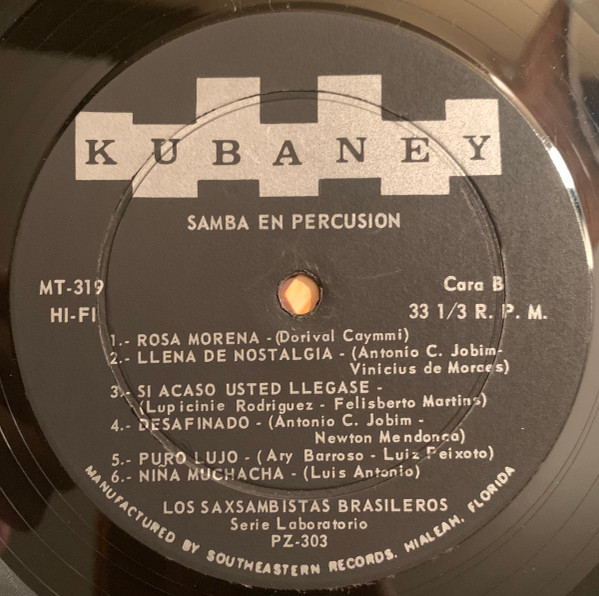 KUBANEY
SAMBA EN PERCUSION
MT-319
HI-FI
Cara B
33 1/3 R. P. M.
1.- ROSA MORENA - (Dorival Caymmi)
2.- LLENA DE NOSTALGIA - (Antonio C. Jobim-
Vinicius de Moraes)
3.- SI ACASO USTED LLEGASE -
(Lupicinie Rodriguez - Felisberto Martins)
4.- DESAFINADO - (Antonio C. Jobim -
Newton Mendonca)
5.- PURO LUJO - (Ary Barroso - Luiz Peixoto)
6.- NIÑA MUCHACHA - (Luis Antonio)
LOS SAXSAMBISTAS BRASILEROS
Serie Laboratorio
PZ-303
MANUFACTURED BY SOUTHEASTERN RECORDS. HIALEAH, FLORIDA